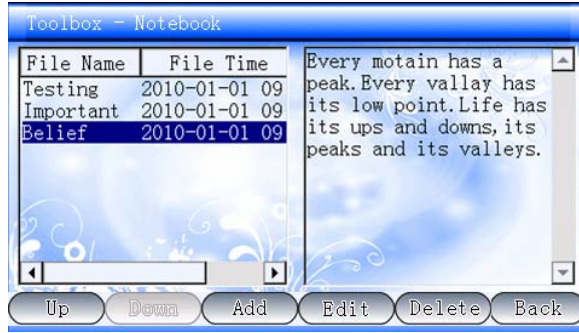 Toolbox - Notebook
File Name File Time
Testing 2010-01-01 09
Important 2010-01-01 09
Belief 2010-01-01 09
Every motain has a
peak.Every vallay has
its low point.Life has
its ups and downs,its
peaks and its valleys.
Up Down Add Edit Delete Back